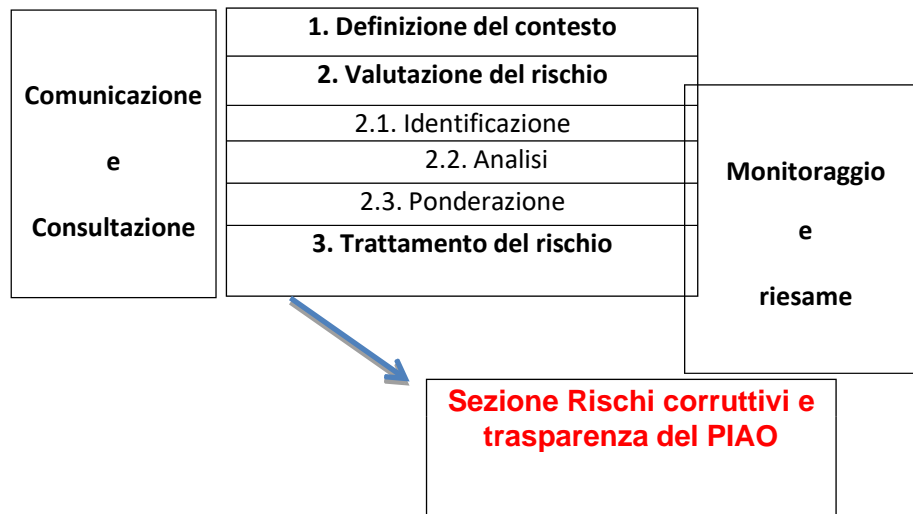 Comunicazione
e
Consultazione
1. Definizione del contesto
2. Valutazione del rischio
2.1. Identificazione
2.2. Analisi
2.3. Ponderazione
3. Trattamento del rischio
Monitoraggio
e
riesame
Sezione Rischi corruttivi e
trasparenza del PIAO